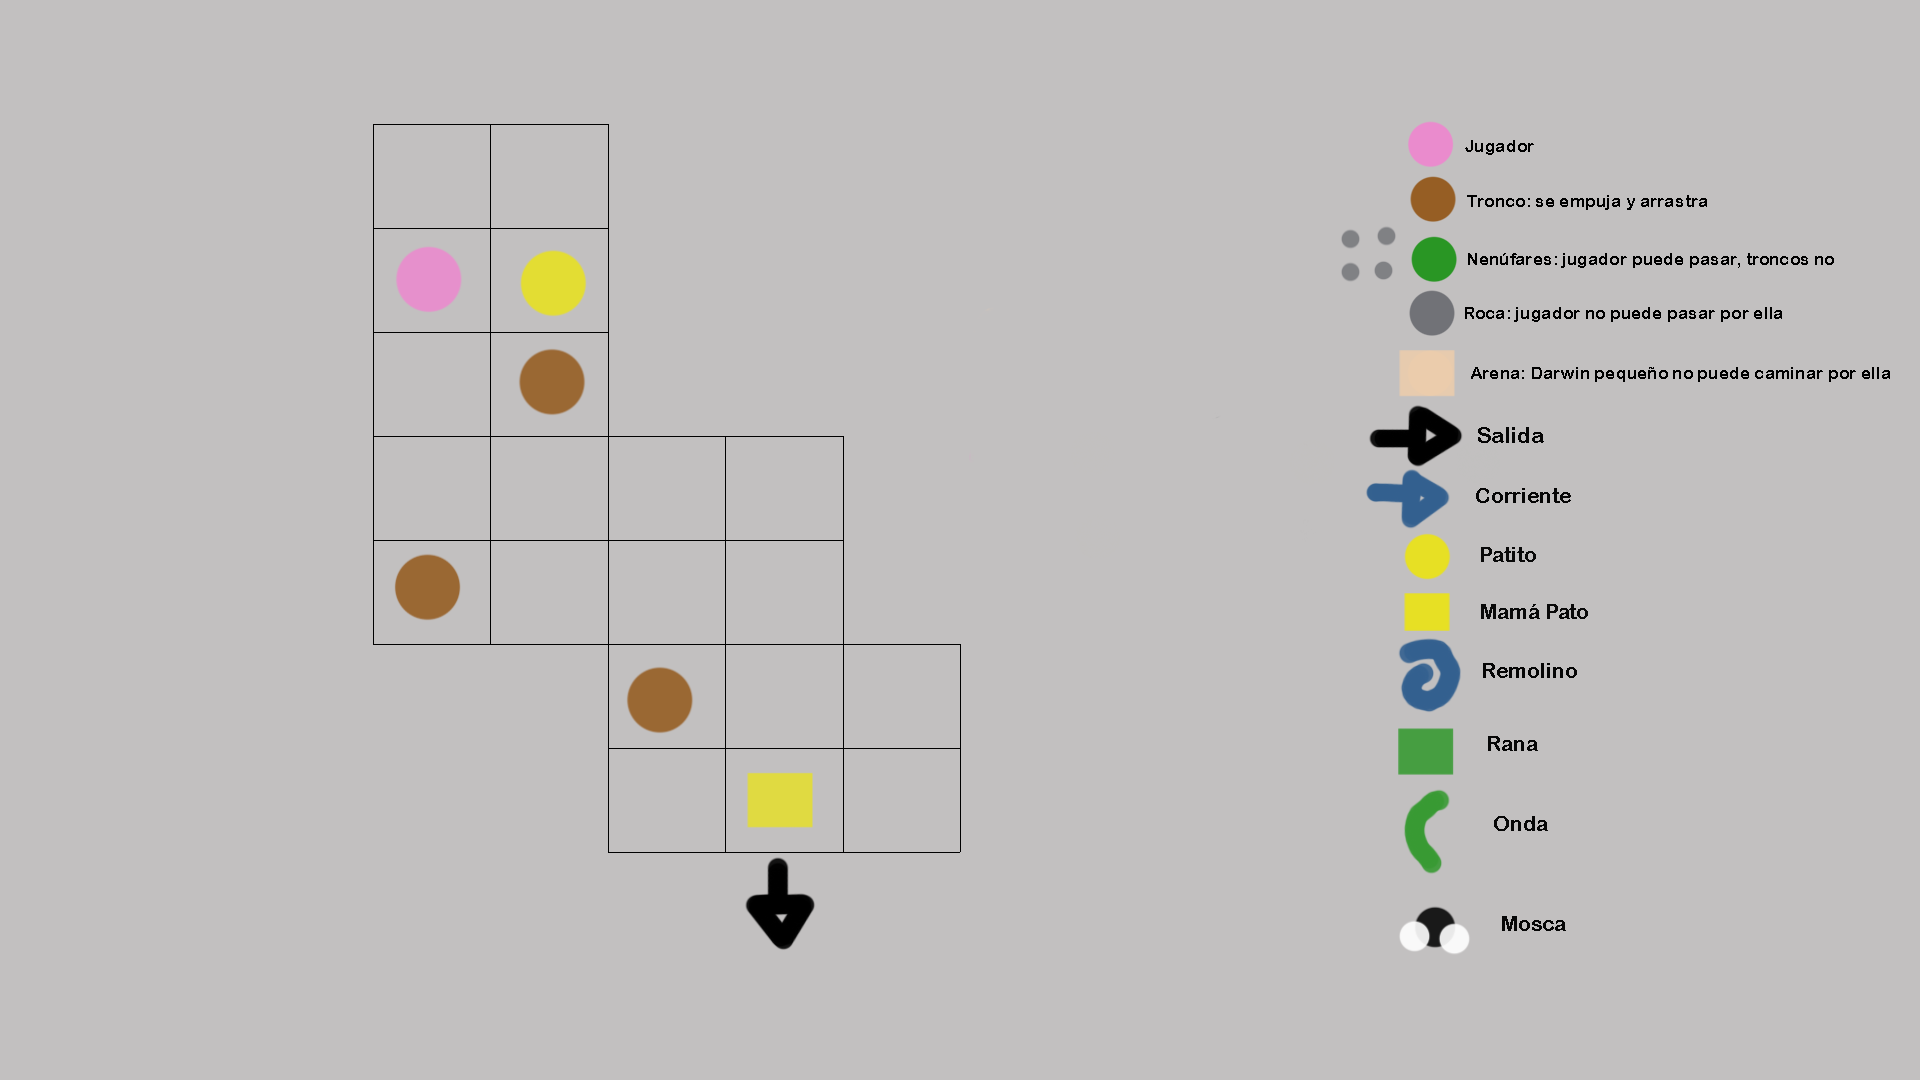 Jugador
Tronco: se empuja y arrastra
Nenúfares: jugador puede pasar, troncos no
Roca: jugador no puede pasar por ella
Arena: Darwin pequeño no puede caminar por ella
Salida
Corriente
Patito
Mamá Pato
Remolino
Rana
Onda
Mosca